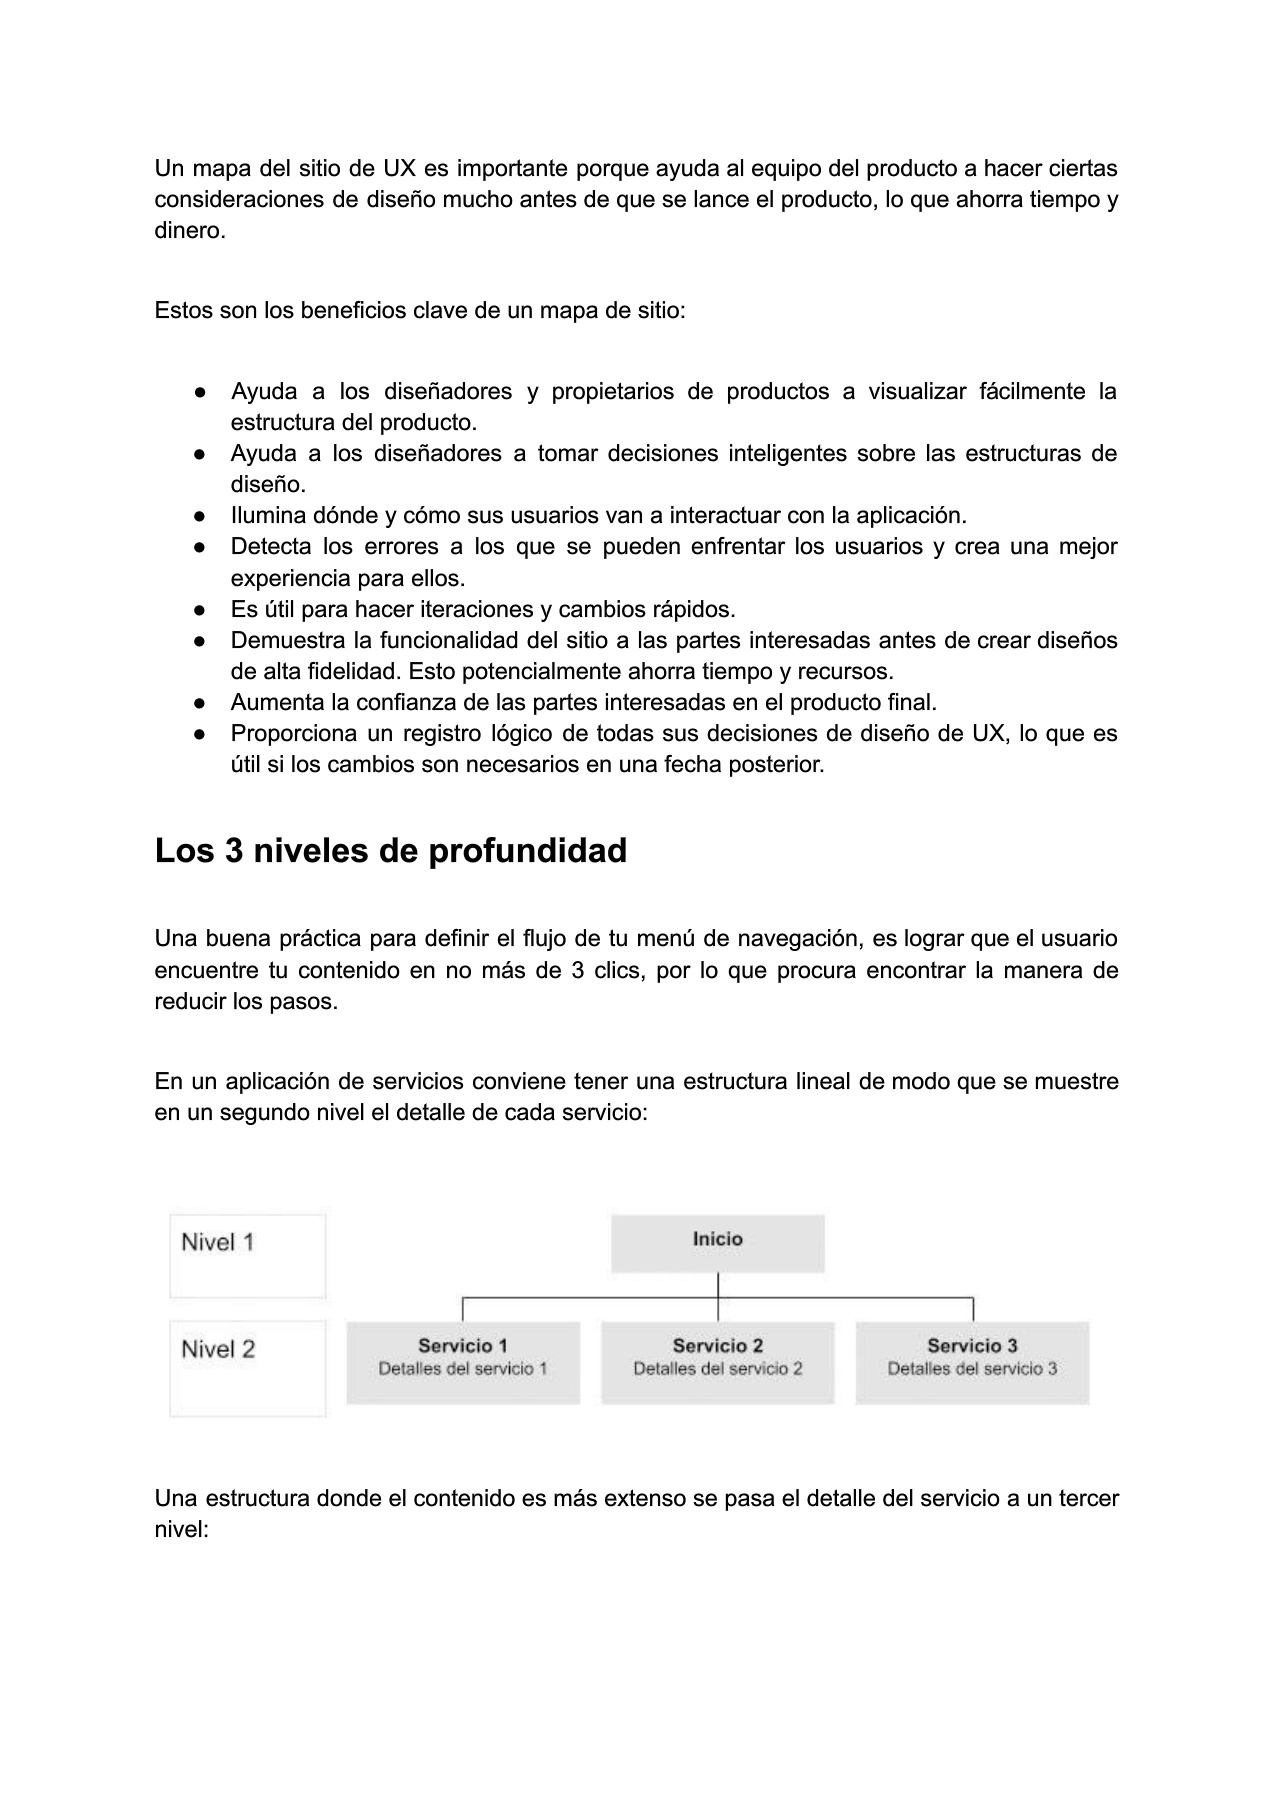 Un mapa del sitio de UX es importante porque ayuda al equipo del producto a hacer ciertas
consideraciones de diseño mucho antes de que se lance el producto, lo que ahorra tiempo y
dinero.
Estos son los beneficios clave de un mapa de sitio:
● Ayuda a los diseñadores y propietarios de productos a visualizar fácilmente la
estructura del producto.
● Ayuda a los diseñadores a tomar decisiones inteligentes sobre las estructuras de
diseño.
● Ilumina dónde y cómo sus usuarios van a interactuar con la aplicación.
● Detecta los errores a los que se pueden enfrentar los usuarios y crea una mejor
experiencia para ellos.
● Es útil para hacer iteraciones y cambios rápidos.
● Demuestra la funcionalidad del sitio a las partes interesadas antes de crear diseños
de alta fidelidad. Esto potencialmente ahorra tiempo y recursos.
● Aumenta la confianza de las partes interesadas en el producto final.
● Proporciona un registro lógico de todas sus decisiones de diseño de UX, lo que es
útil si los cambios son necesarios en una fecha posterior.
Los 3 niveles de profundidad
Una buena práctica para definir el flujo de tu menú de navegación, es lograr que el usuario
encuentre tu contenido en no más de 3 clics, por lo que procura encontrar la manera de
reducir los pasos.
En un aplicación de servicios conviene tener una estructura lineal de modo que se muestre
en un segundo nivel el detalle de cada servicio:
Nivel 1
Inicio
Nivel 2
Servicio 1
Detalles del servicio 1
Servicio 2
Detalles del servicio 2
Servicio 3
Detalles del servicio 3
Una estructura donde el contenido es más extenso se pasa el detalle del servicio a un tercer
nivel: